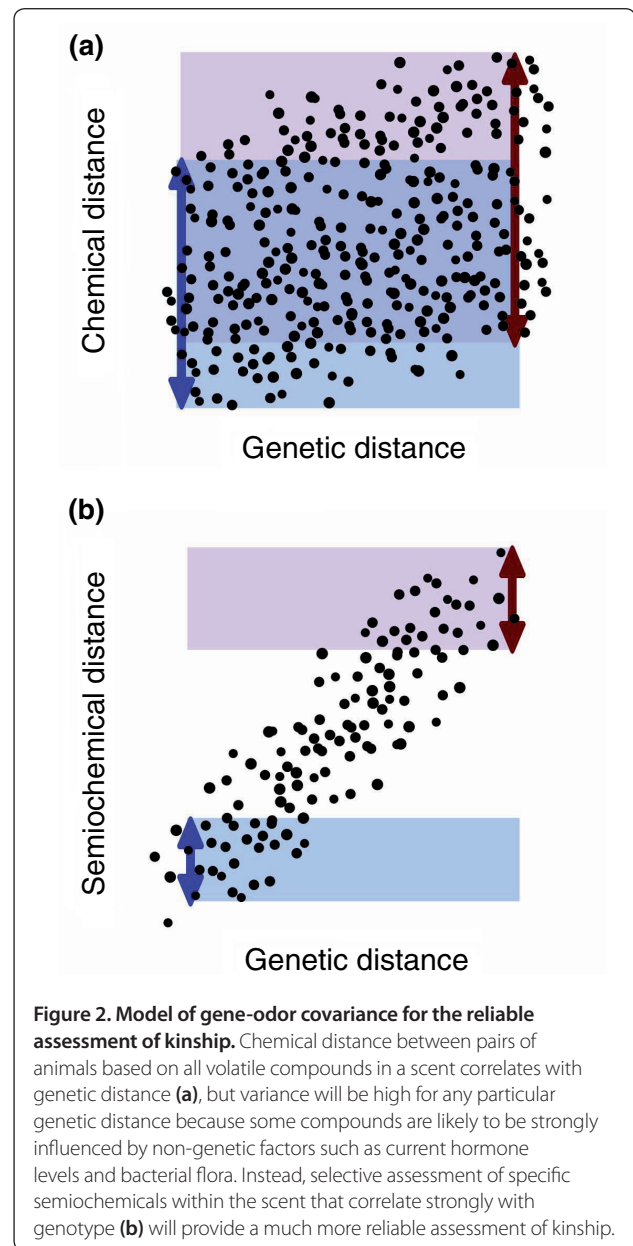 (a)
Chemical distance
Genetic distance
(b)
Semiochemical distance
Genetic distance
Figure 2. Model of gene-odor covariance for the reliable
assessment of kinship. Chemical distance between pairs of
animals based on all volatile compounds in a scent correlates with
genetic distance (a), but variance will be high for any particular
genetic distance because some compounds are likely to be strongly
influenced by non-genetic factors such as current hormone
levels and bacterial flora. Instead, selective assessment of specific
semiochemicals within the scent that correlate strongly with
genotype (b) will provide a much more reliable assessment of kinship.